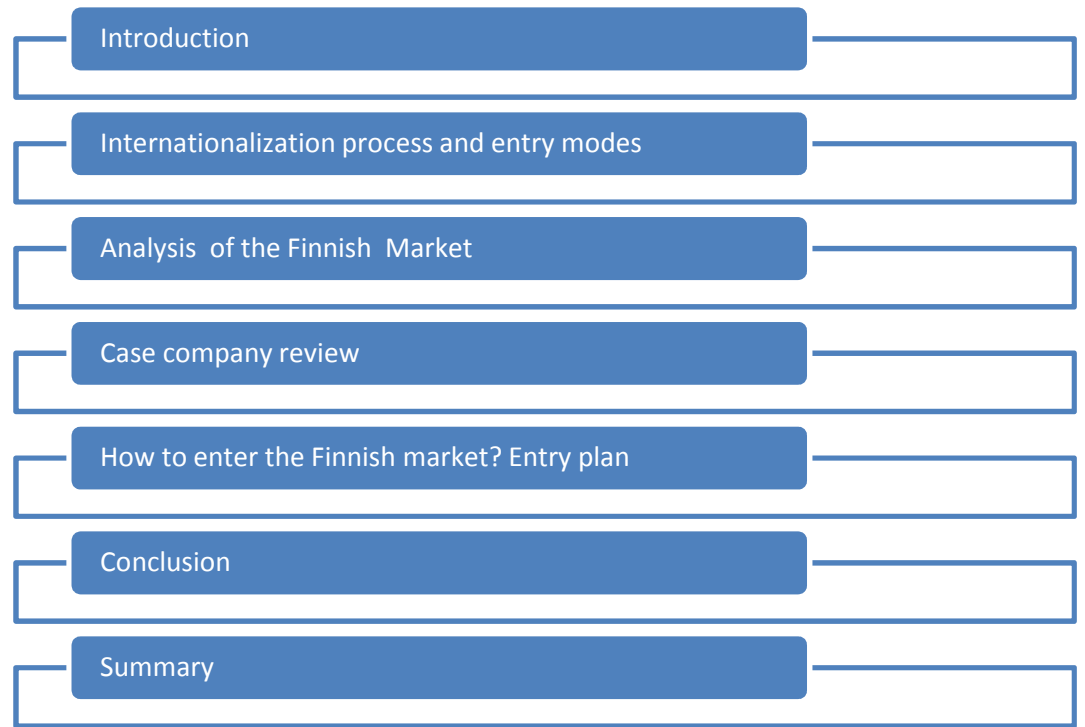 Introduction
Internationalization process and entry modes
Analysis  of the Finnish  Market
Case company review
How to enter the Finnish market? Entry plan
Conclusion
Summary